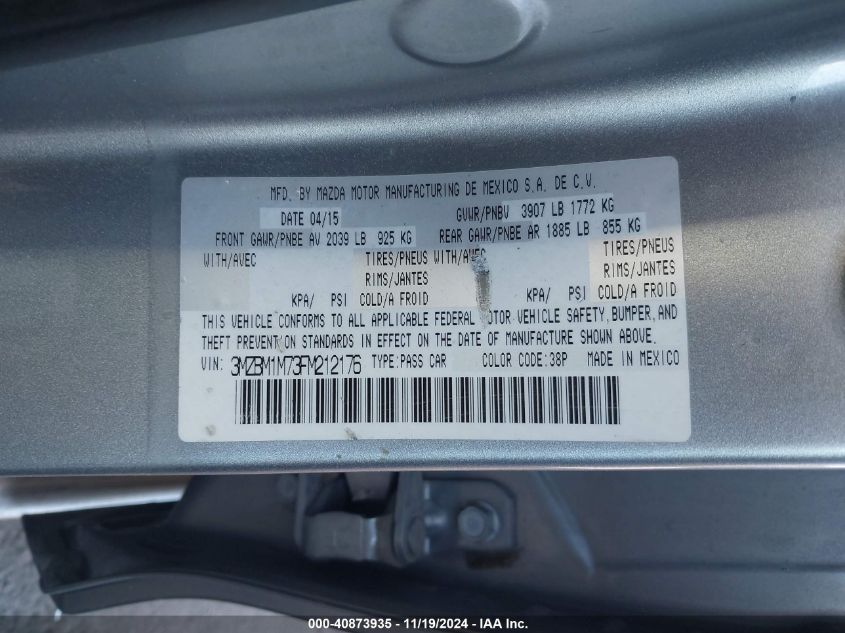 MFD. BY MAZDA MOTOR MANUFACTURING DE MEXICO S.A. DE C.V.
DATE 04/15 GVWR/PNBV 3907 LB 1772 KG
FRONT GAWR/PNBE AV 2039 LB 925 KG REAR GAWR/PNBE AR 1885 LB 855 KG
WITH/AVEC TIRES/PNEUS WITH/AVEC TIRES/PNEUS
RIMS/JANTES RIMS/JANTES
KPA/ PSI COLD/A FROID KPA/ PSI COLD/A FROID
THIS VEHICLE CONFORMS TO ALL APPLICABLE FEDERAL MOTOR VEHICLE SAFETY, BUMPER, AND
THEFT PREVENTION STANDARDS IN EFFECT ON THE DATE OF MANUFACTURE SHOWN ABOVE.
VIN: 3MZBM1M73FM212176 TYPE:PASS CAR COLOR CODE:38P MADE IN MEXICO
000-40873935 - 11/19/2024 - IAA Inc.